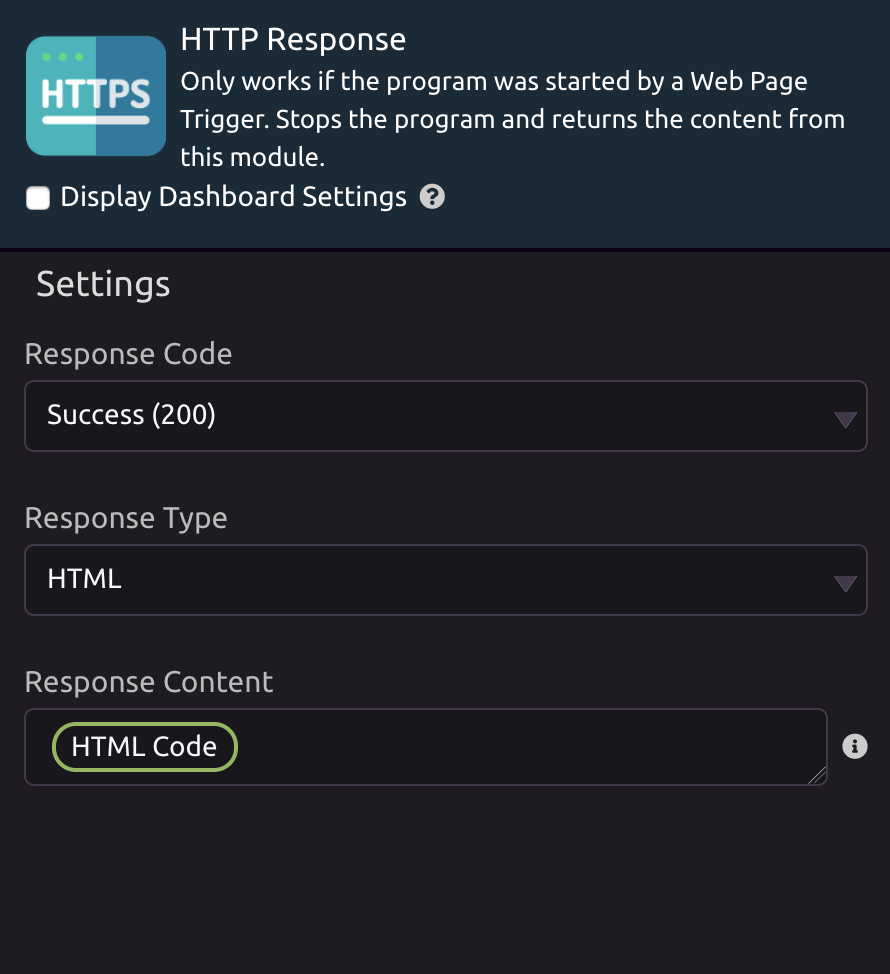 HTTPS
HTTP Response
Only works if the program was started by a Web Page
Trigger. Stops the program and returns the content from
this module.
Display Dashboard Settings ?
Settings
Response Code
Success (200)
Response Type
HTML
Response Content
HTML Code